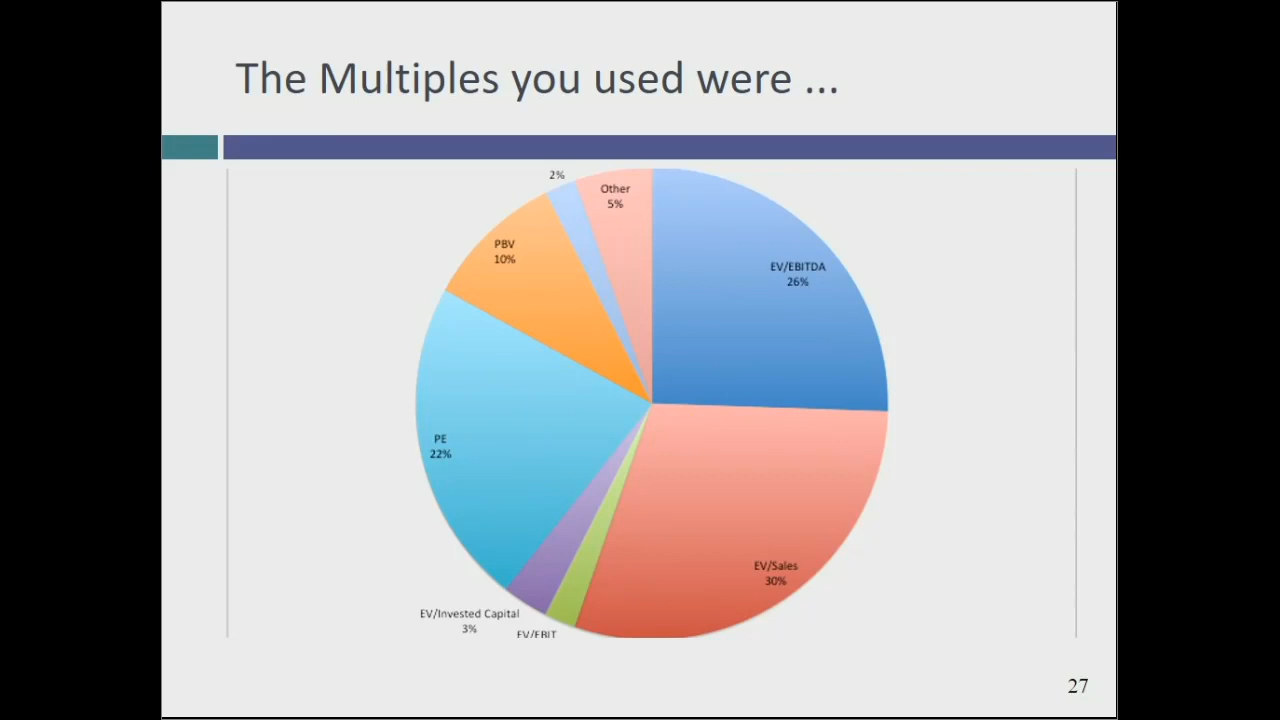 The Multiples you used were ...
2%
Other
5%
EV/EBITDA
26%
PBV
10%
PE
22%
EV/Sales
30%
EV/Invested Capital
3%
EV/EBIT
27